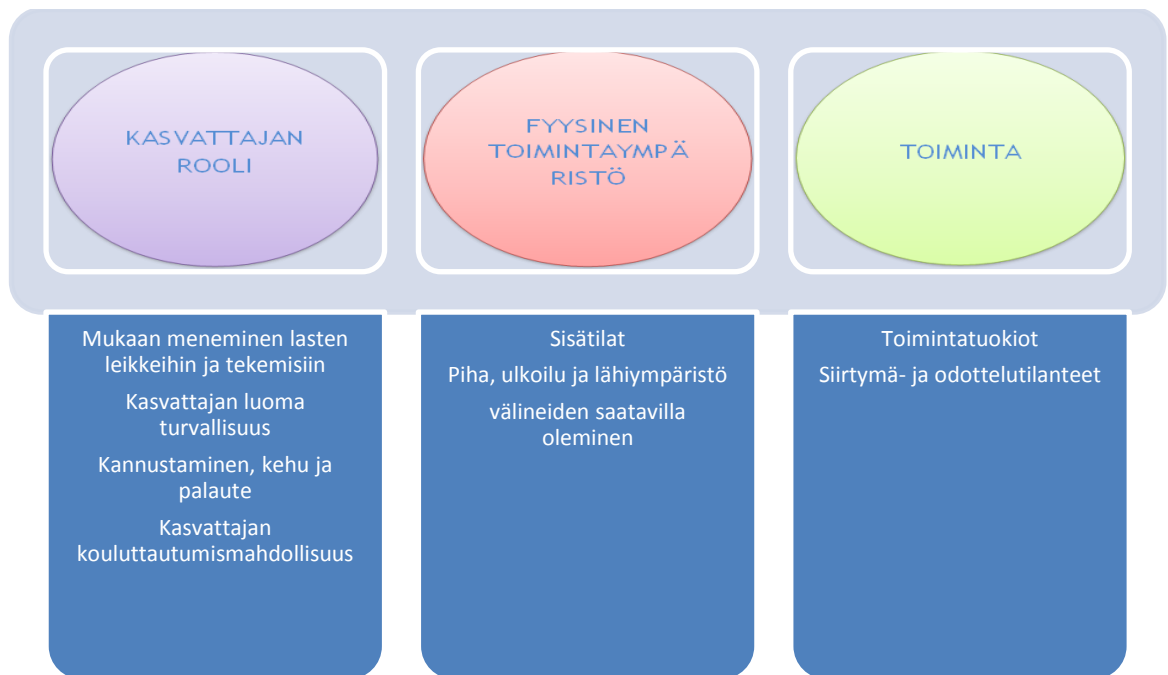 KASVATTAJAN
ROOLI
Mukaan meneminen lasten
leikkeihin ja tekemisiin
Kasvattajan luoma
turvallisuus
Kannustaminen, kehu ja
palaute
Kasvattajan
kouluttautumismahdollisuus
FYYSINEN
TOIMINTAYMPÄ
RISTÖ
Sisätilat
Piha, ulkoilu ja lähiympäristö
välineiden saatavilla
oleminen
TOIMINTA
Toimintatuokiot
Siirtymä- ja odottelutilanteet